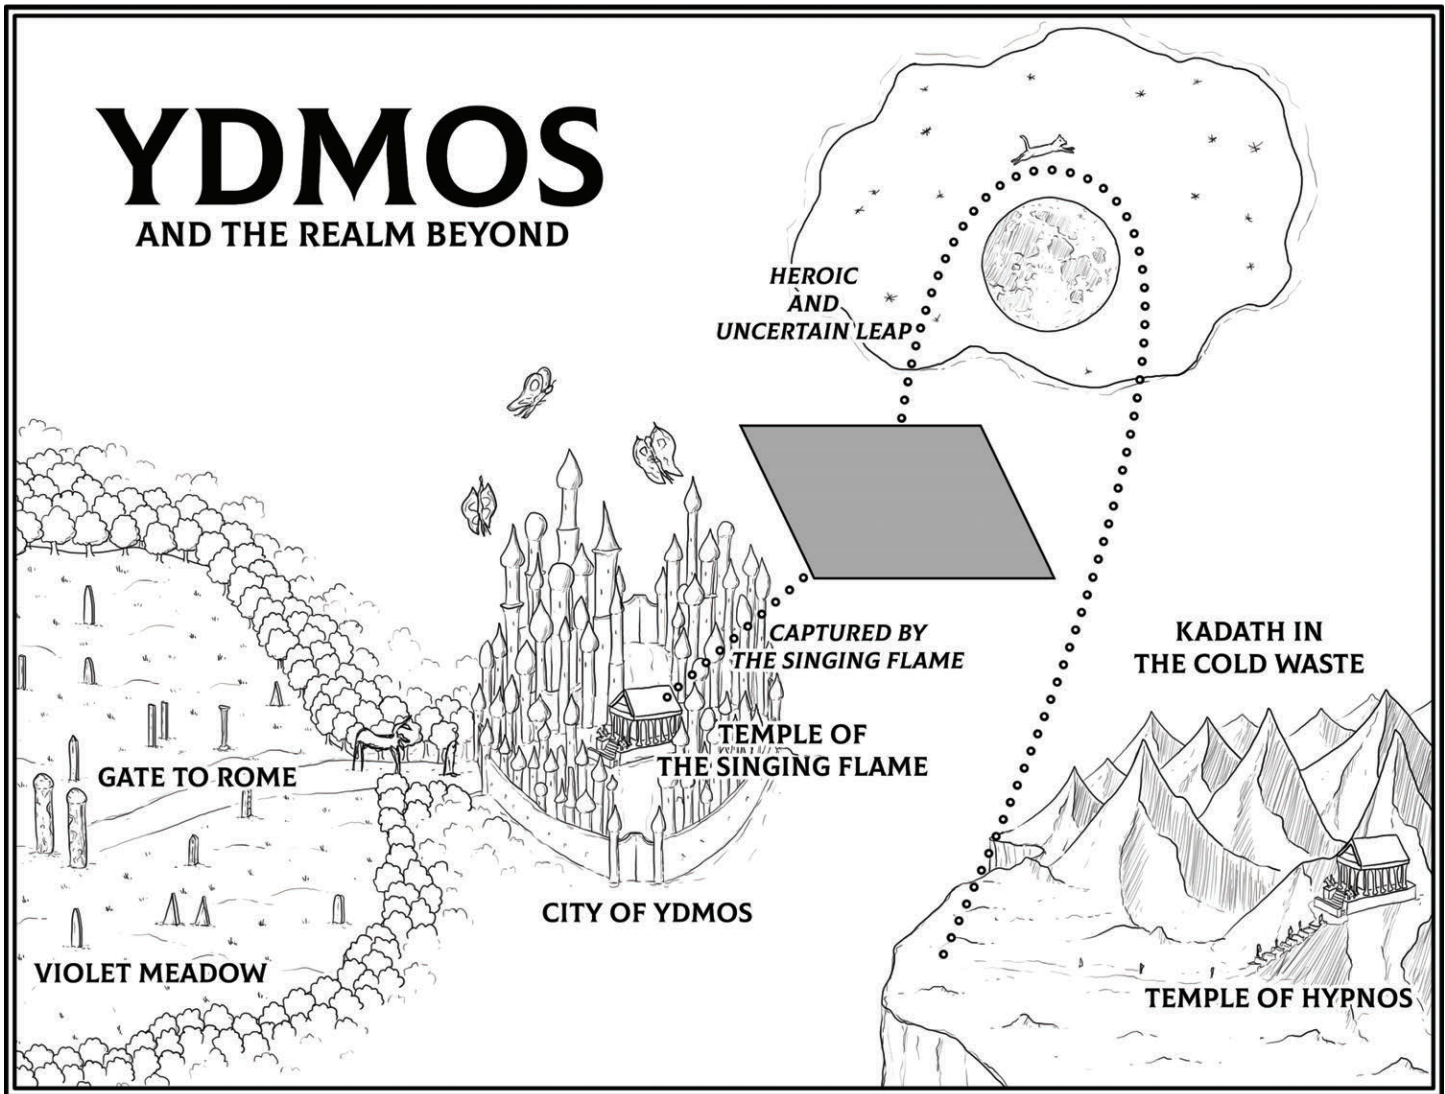 YDMOS
AND THE REALM BEYOND
HEROIC
AND
UNCERTAIN LEAP
CAPTURED BY
THE SINGING FLAME
KADATH IN
THE COLD WASTE
TEMPLE OF
THE SINGING FLAME
GATE TO ROME
CITY OF YDMOS
VIOLET MEADOW
TEMPLE OF HYPNOS